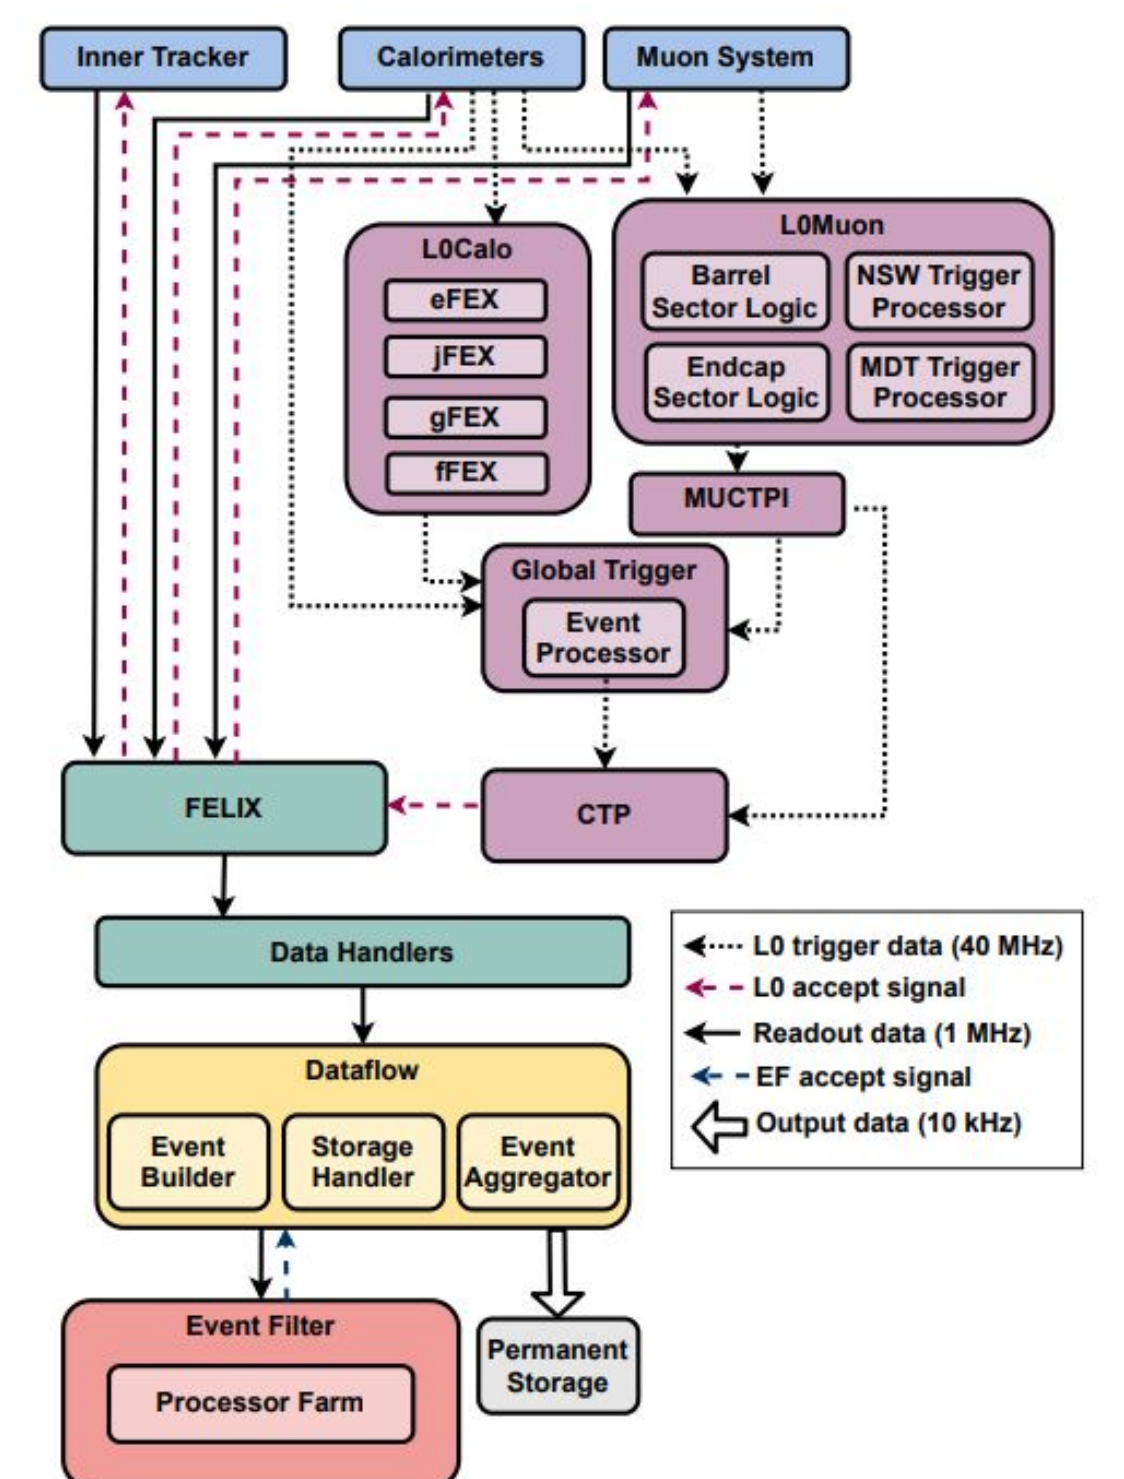 Inner Tracker
Calorimeters
Muon System
L0Calo
eFEX
jFEX
gFEX
fFEX
L0Muon
Barrel
Sector Logic
NSW Trigger
Processor
Endcap
Sector Logic
MDT Trigger
Processor
MUCTPI
Global Trigger
Event
Processor
FELIX
CTP
Data Handlers
L0 trigger data (40 MHz)
L0 accept signal
Readout data (1 MHz)
EF accept signal
Output data (10 kHz)
Dataflow
Event
Builder
Storage
Handler
Event
Aggregator
Event Filter
Processor Farm
Permanent
Storage